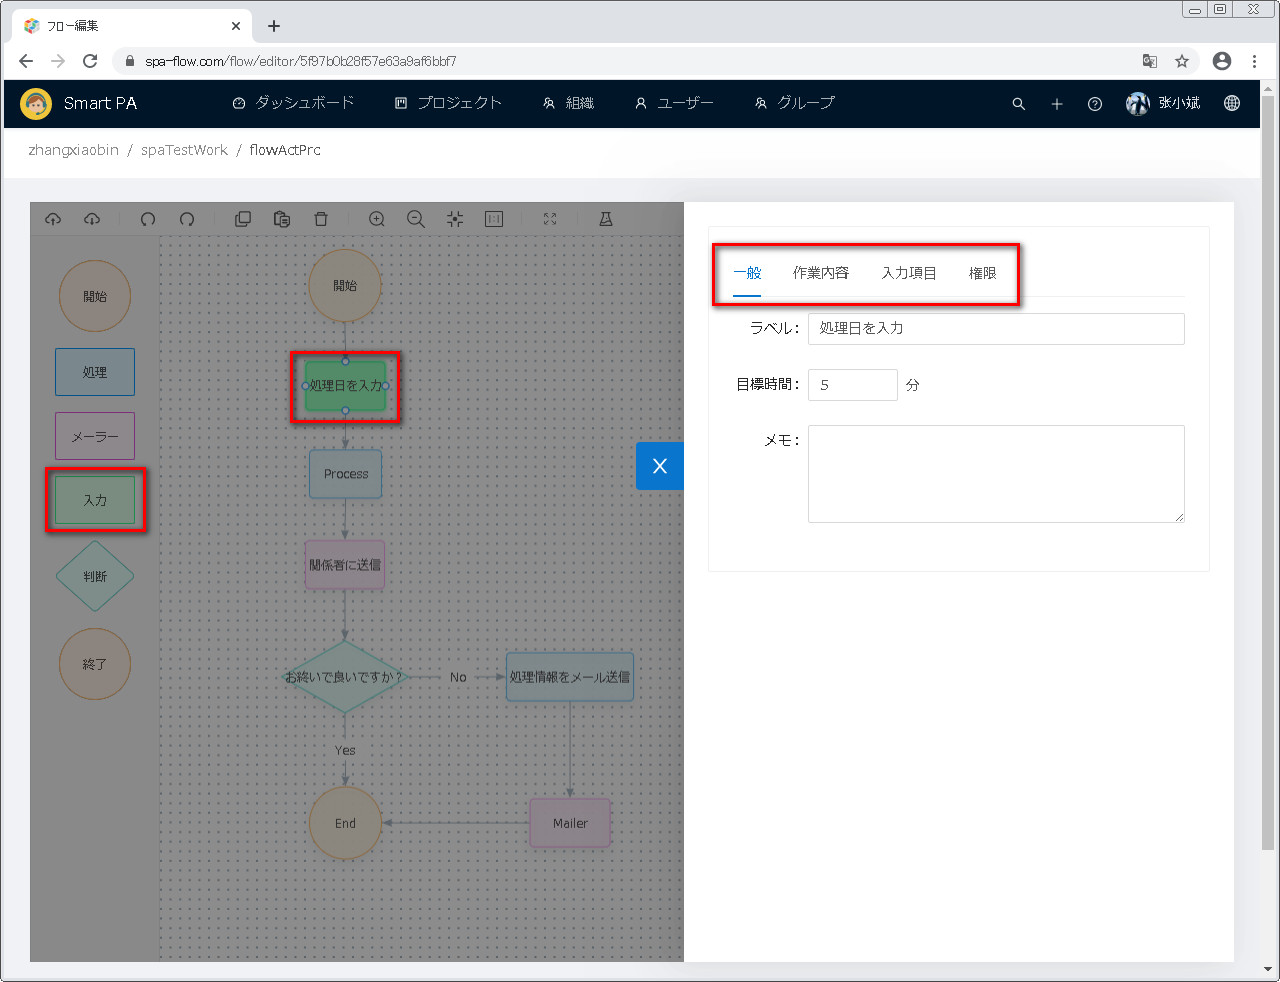 フロー編集
spa-flow.com/flow/editor/5f97b0b28f57e63a9af6bbf7
Smart PA
ダッシュボード
プロジェクト
組織
ユーザー
グループ
张小斌
zhangxiaobin / spaTestWork / flowActPrc
開始
処理
メーラー
入力
判断
終了
開始
処理日を入力
Process
関係者に送信
お終いで良いですか？
No
処理情報をメール送信
Yes
End
Mailer
X
一般
作業内容
入力項目
権限
ラベル：
処理日を入力
目標時間：
5
分
メモ：